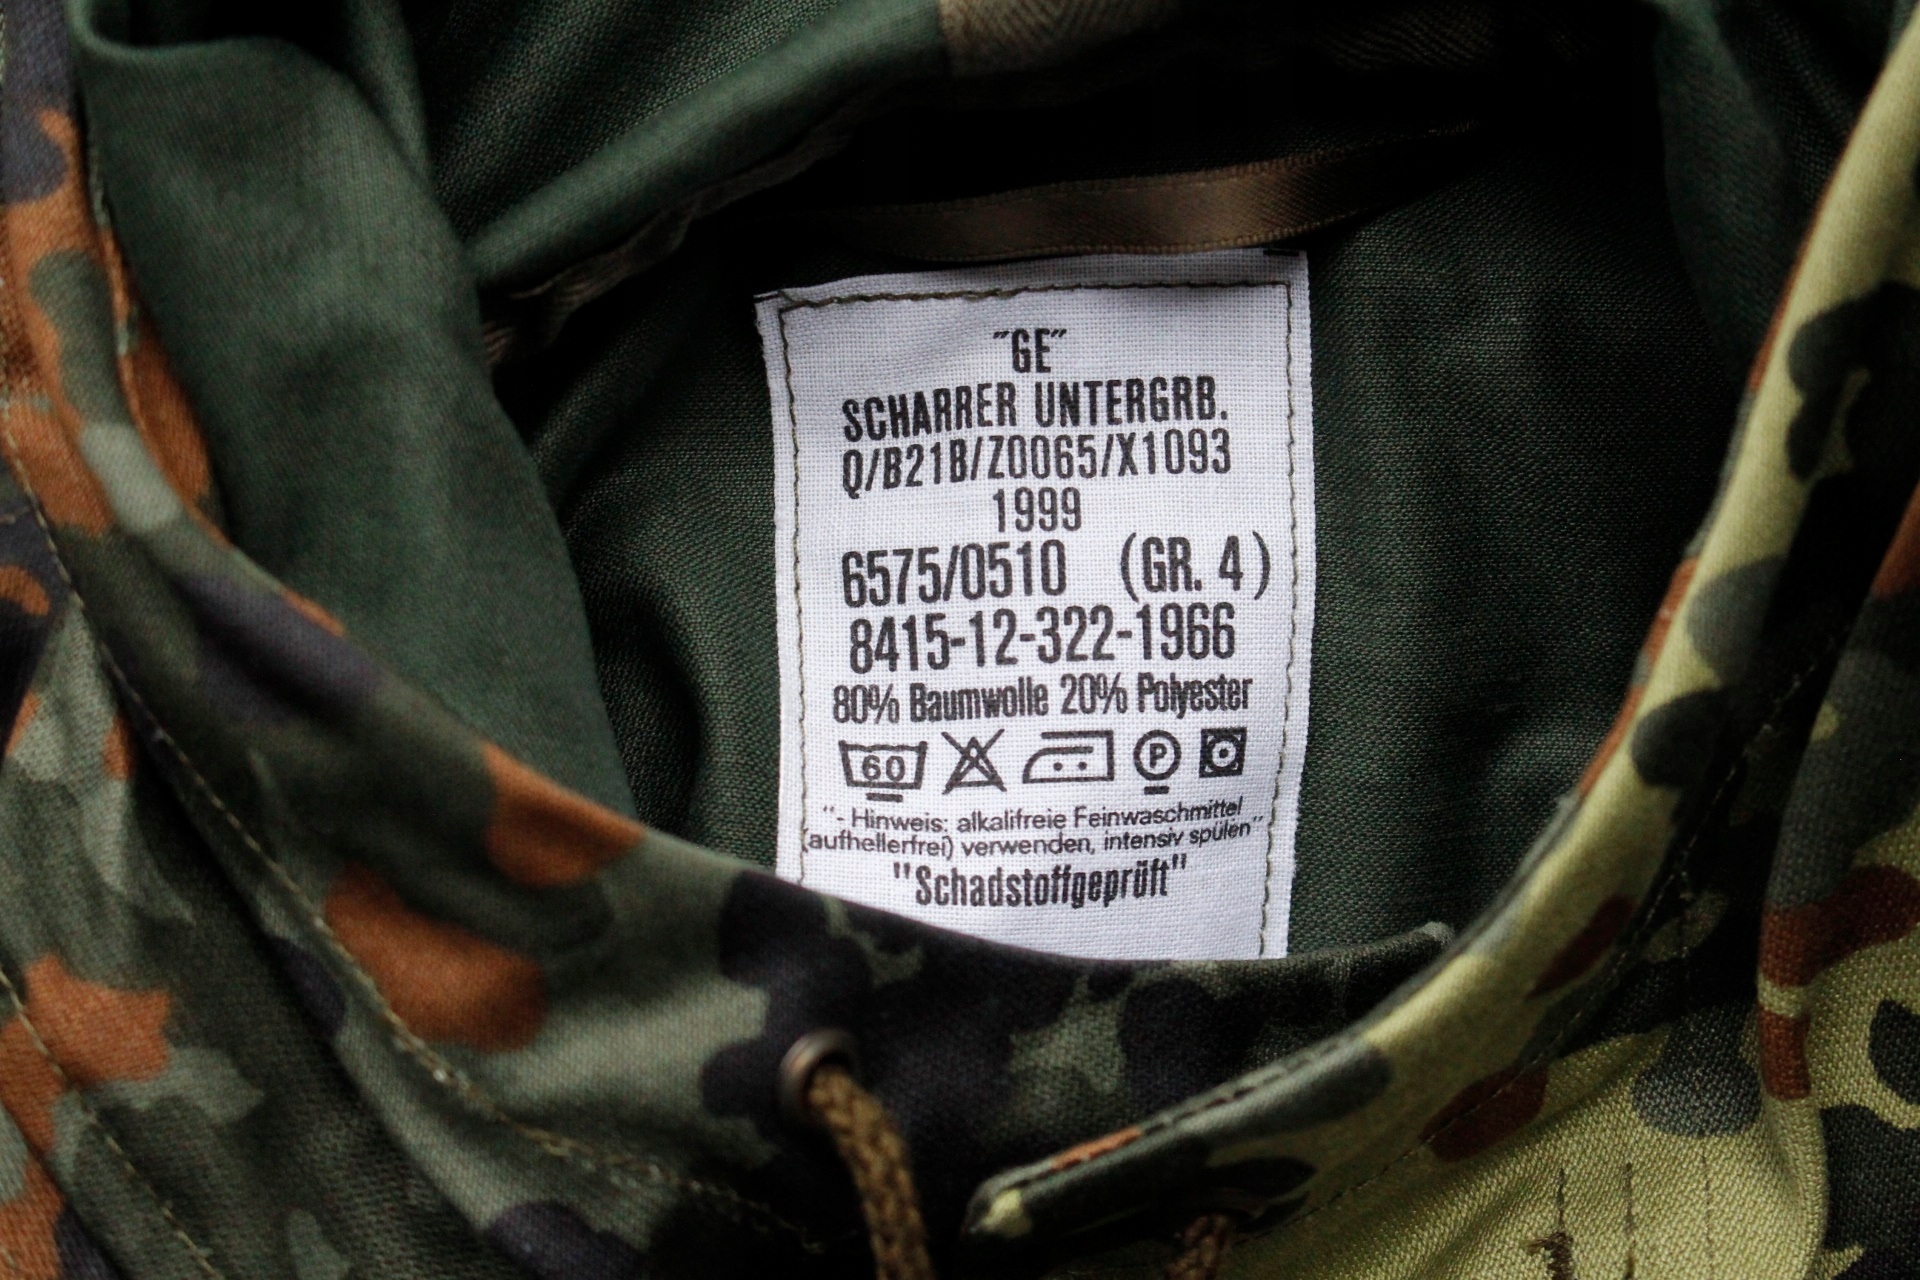 "GE"
SCHARRER UNTERGRB.
Q/B21B/Z0065/X1093
1999
6575/0510 (GR. 4)
8415-12-322-1966
80% Baumwolle 20% Polyester
60 P
"- Hinweis: alkalifreie Feinwaschmittel
(aufhellerfrei) verwenden, intensiv spülen"
"Schadstoffgeprüft"